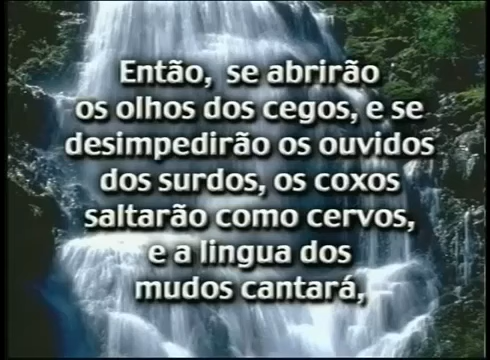 Então, se abrirão
os olhos dos cegos, e se
desimpedirão os ouvidos
dos surdos, os coxos
saltarão como cervos,
e a lingua dos
mudos cantará,